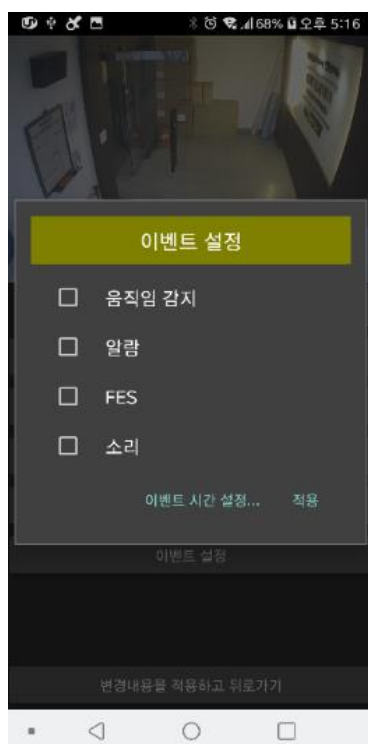 68% 오후 5:16
이벤트 설정
움직임 감지
알람
FES
소리
이벤트 시간 설정... 적용
이벤트 설정
변경내용을 적용하고 뒤로가기